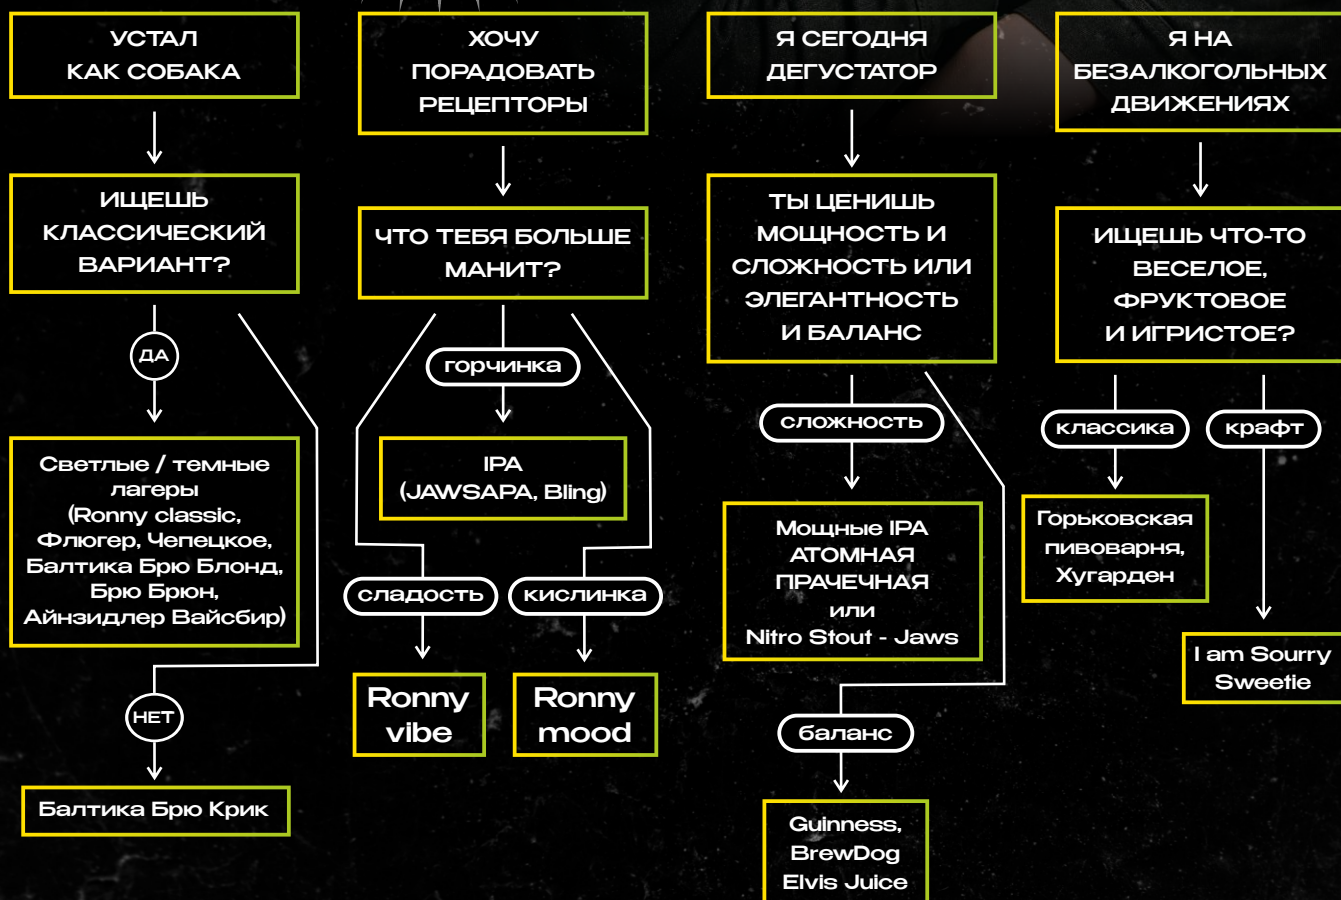 УСТАЛ
КАК СОБАКА
ИЩЕШЬ
КЛАССИЧЕСКИЙ
ВАРИАНТ?
ДА
Светлые / темные
лагеры
(Ronny classic,
Флюгер, Чепецкое,
Балтика Брю Блонд,
Брю Брюн,
Айнзидлер Вайсбир)
НЕТ
Балтика Брю Крик
ХОЧУ
ПОРАДОВАТЬ
РЕЦЕПТОРЫ
ЧТО ТЕБЯ БОЛЬШЕ
МАНИТ?
горчинка
IPA
(JAWSAPA, Bling)
сладость
Ronny
vibe
кислинка
Ronny
mood
Я СЕГОДНЯ
ДЕГУСТАТОР
ТЫ ЦЕНИШЬ
МОЩНОСТЬ И
СЛОЖНОСТЬ ИЛИ
ЭЛЕГАНТНОСТЬ
И БАЛАНС
сложность
Мощные IPA
АТОМНАЯ
ПРАЧЕЧНАЯ
или
Nitro Stout - Jaws
баланс
Guinness,
BrewDog
Elvis Juice
Я НА
БЕЗАЛКОГОЛЬНЫХ
ДВИЖЕНИЯХ
ИЩЕШЬ ЧТО-ТО
ВЕСЕЛОЕ,
ФРУКТОВОЕ
И ИГРИСТОЕ?
классика
Горьковская
пивоварня,
Хугарден
крафт
I am Sourry
Sweetie